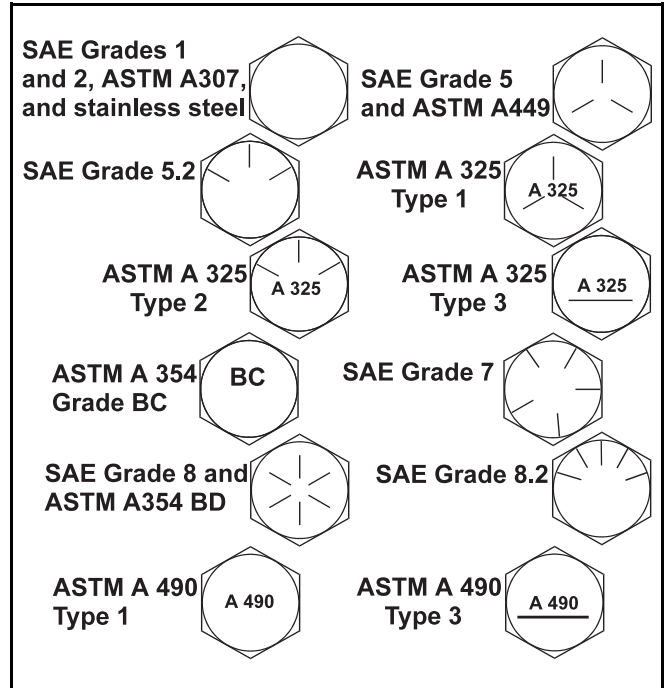 SAE Grades 1
and 2, ASTM A307,
and stainless steel
SAE Grade 5
and ASTM A449
SAE Grade 5.2
ASTM A 325
Type 1
A 325
ASTM A 325
Type 2
A 325
ASTM A 325
Type 3
A 325
ASTM A 354
Grade BC
BC
SAE Grade 7
SAE Grade 8 and
ASTM A354 BD
SAE Grade 8.2
ASTM A 490
Type 1
A 490
ASTM A 490
Type 3
A 490